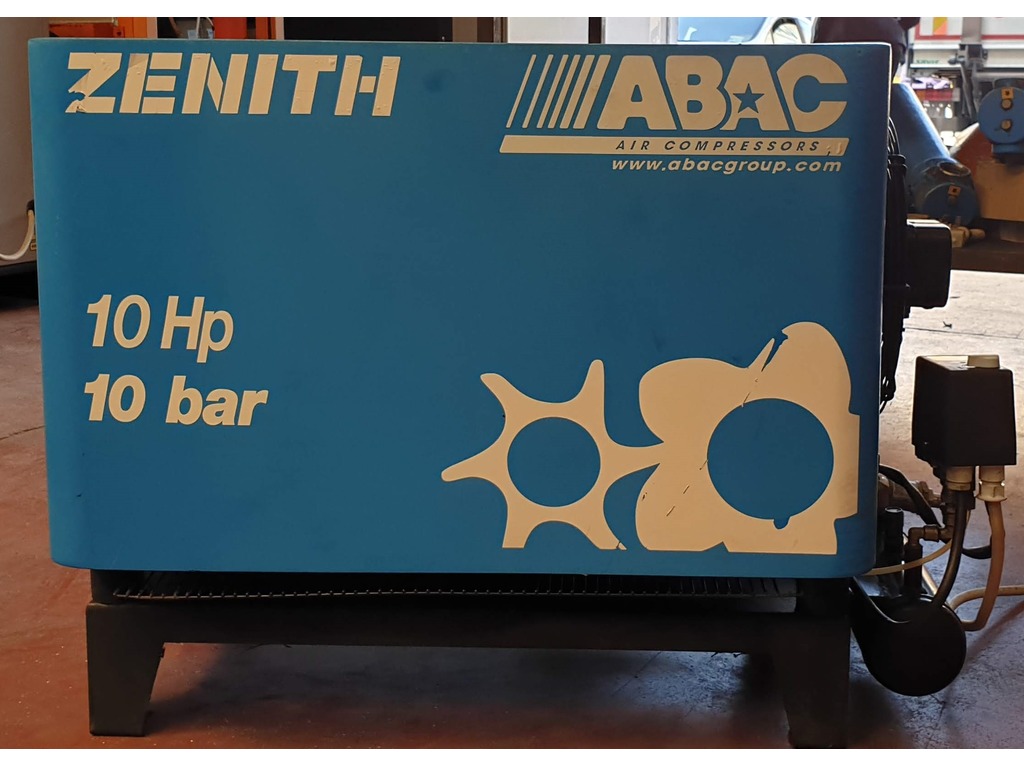 ZENITH
ABAC
AIR COMPRESSORS
www.abacgroup.com
10 Hp
10 bar